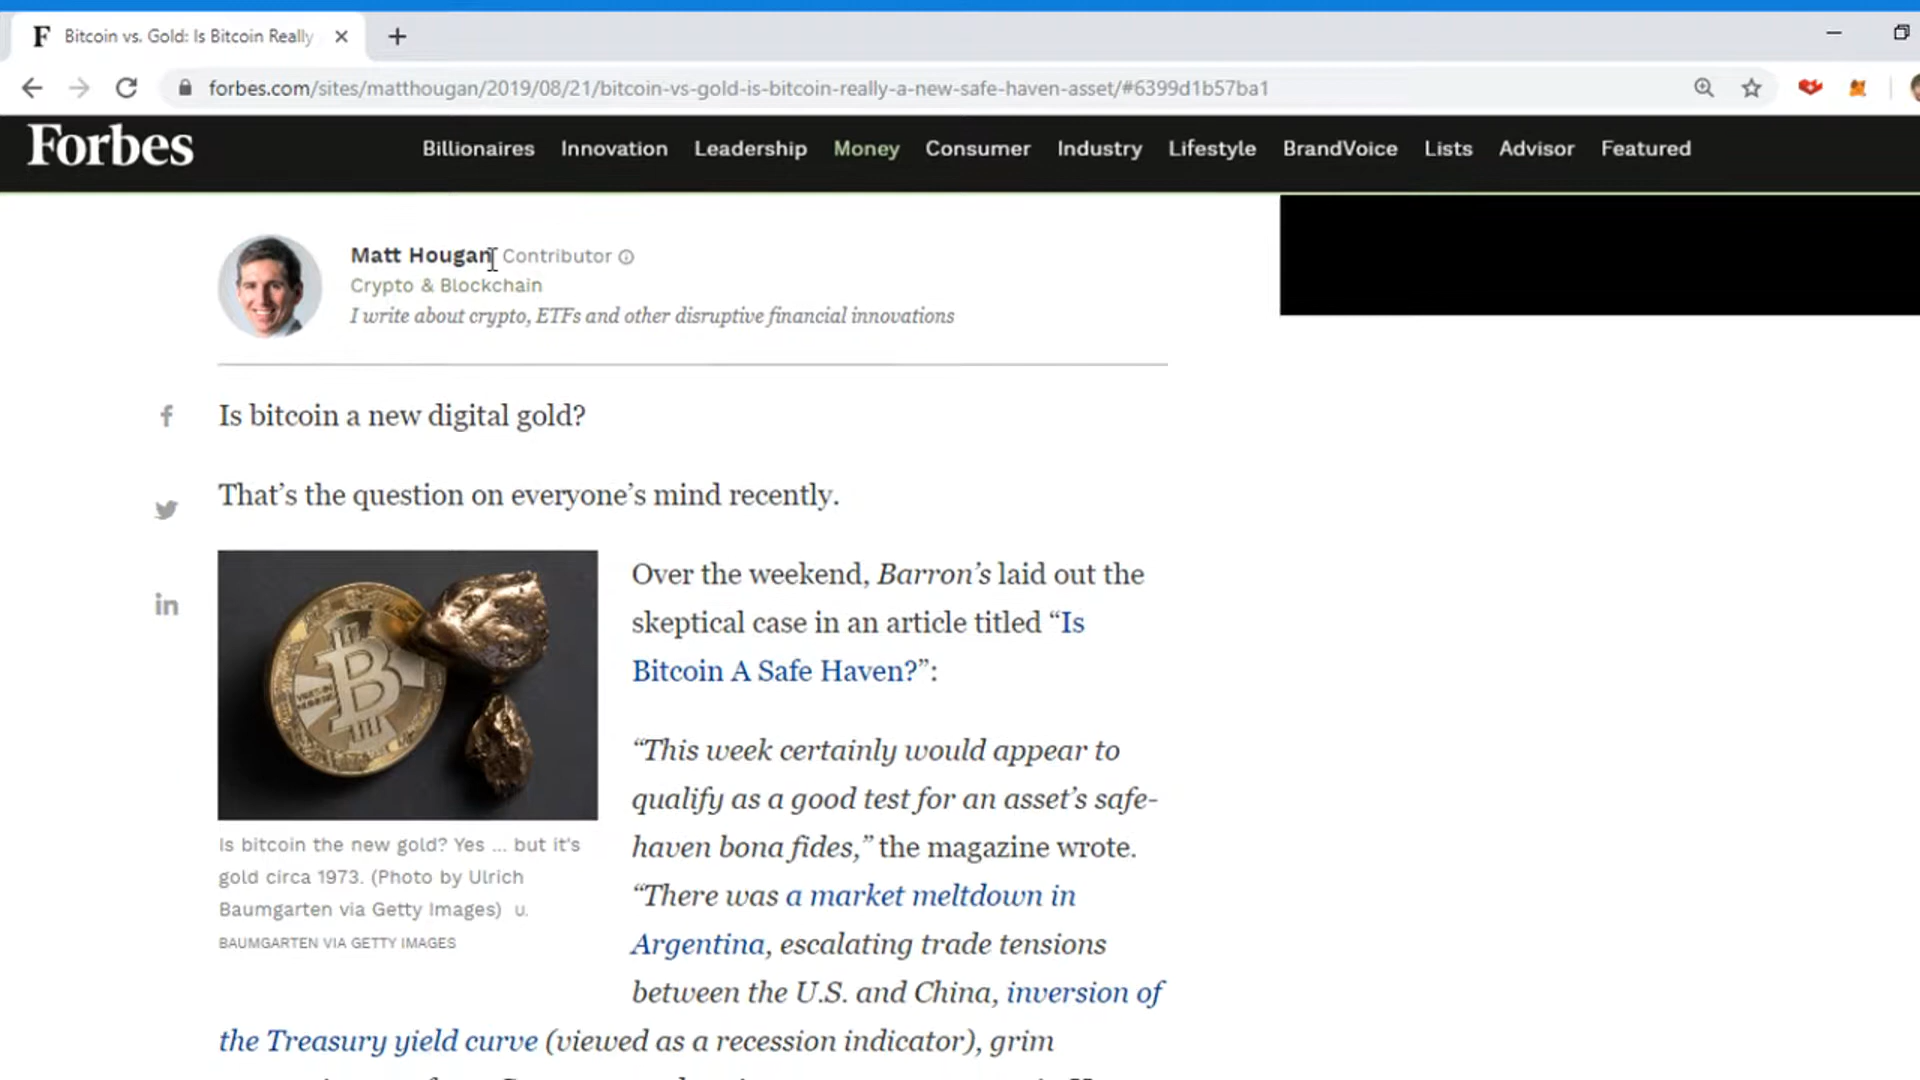 F Bitcoin vs. Gold: Is Bitcoin Really
forbes.com/sites/matthougan/2019/08/21/bitcoin-vs-gold-is-bitcoin-really-a-new-safe-haven-asset/#6399d1b57ba1
Forbes
Billionaires Innovation Leadership Money Consumer Industry Lifestyle BrandVoice Lists Advisor Featured
Matt Hougan Contributor
Crypto & Blockchain
I write about crypto, ETFs and other disruptive financial innovations
f
Is bitcoin a new digital gold?
That’s the question on everyone’s mind recently.
in
B
Is bitcoin the new gold? Yes ... but it's
gold circa 1973. (Photo by Ulrich
Baumgarten via Getty Images) U.
BAUMGARTEN VIA GETTY IMAGES
Over the weekend, Barron’s laid out the
skeptical case in an article titled “Is
Bitcoin A Safe Haven?”:
“This week certainly would appear to
qualify as a good test for an asset’s safe-
haven bona fides,” the magazine wrote.
“There was a market meltdown in
Argentina, escalating trade tensions
between the U.S. and China, inversion of
the Treasury yield curve (viewed as a recession indicator), grim